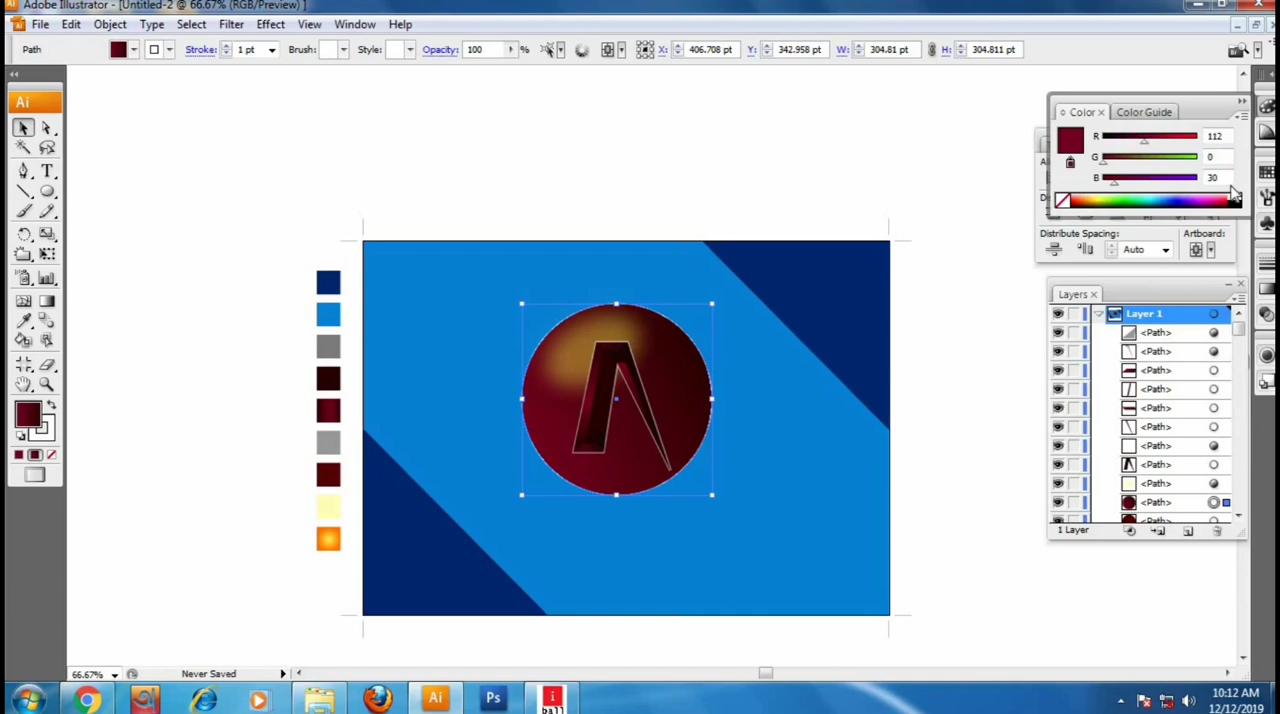 Adobe Illustrator - [Untitled-2 @ 66.67% (RGB/Preview) ]
File Edit Object Type Select Filter Effect View Window Help
Path Stroke: 1 pt Brush: Style: Opacity: 100 % X: 406.708 pt Y: 342.958 pt W: 304.81 pt H: 304.811 pt
Ai
Color × Color Guide
R 112
G 0
B 30
Distribute Spacing: Artboard:
Auto
Layers ×
Layer 1
<Path>
<Path>
<Path>
<Path>
<Path>
<Path>
<Path>
<Path>
<Path>
<Path>
<Path>
1 Layer
66.67% Never Saved
Ai Ps i ball
10:12 AM
12/12/2019